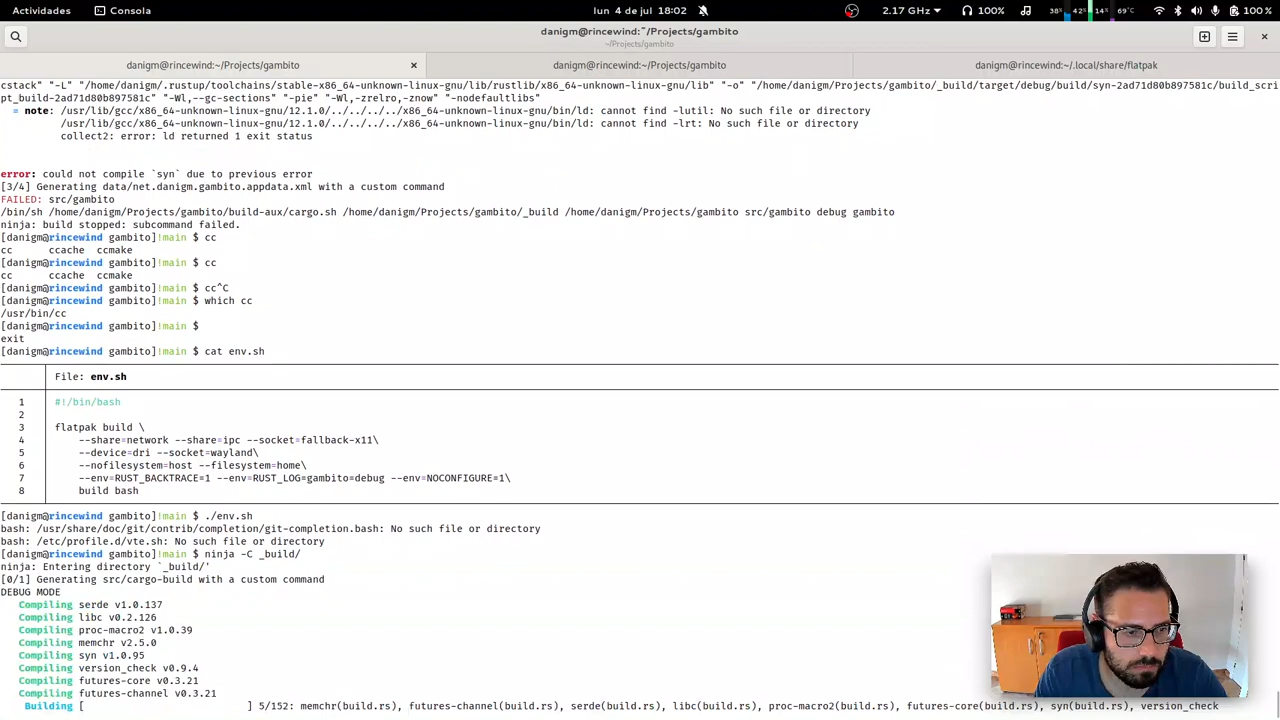 Actividades Consola lun 4 de jul 18:02 2.17 GHz 100% 38% 42% 14% 69°C 100 %
danigm@rincewind:~/Projects/gambito
~/Projects/gambito
danigm@rincewind:~/Projects/gambito danigm@rincewind:~/Projects/gambito danigm@rincewind:~/.local/share/flatpak
cstack" "-L" "/home/danigm/.rustup/toolchains/stable-x86_64-unknown-linux-gnu/lib/rustlib/x86_64-unknown-linux-gnu/lib" "-o" "/home/danigm/Projects/gambito/_build/target/debug/build/syn-2ad71d80b897581c/build_scri
pt_build-2ad71d80b897581c" "-Wl,--gc-sections" "-pie" "-Wl,-zrelro,-znow" "-nodefaultlibs"
= note: /usr/lib/gcc/x86_64-unknown-linux-gnu/12.1.0/../../../../x86_64-unknown-linux-gnu/bin/ld: cannot find -lutil: No such file or directory
/usr/lib/gcc/x86_64-unknown-linux-gnu/12.1.0/../../../../x86_64-unknown-linux-gnu/bin/ld: cannot find -lrt: No such file or directory
collect2: error: ld returned 1 exit status
error: could not compile `syn` due to previous error
[3/4] Generating data/net.danigm.gambito.appdata.xml with a custom command
FAILED: src/gambito
/bin/sh /home/danigm/Projects/gambito/build-aux/cargo.sh /home/danigm/Projects/gambito/_build /home/danigm/Projects/gambito src/gambito debug gambito
ninja: build stopped: subcommand failed.
[danigm@rincewind gambito]!main $ cc
cc ccache ccmake
[danigm@rincewind gambito]!main $ cc
cc ccache ccmake
[danigm@rincewind gambito]!main $ cc^C
[danigm@rincewind gambito]!main $ which cc
/usr/bin/cc
[danigm@rincewind gambito]!main $
exit
[danigm@rincewind gambito]!main $ cat env.sh
File: env.sh
1 #!/bin/bash
2
3 flatpak build \
4 --share=network --share=ipc --socket=fallback-x11\
5 --device=dri --socket=wayland\
6 --nofilesystem=host --filesystem=home\
7 --env=RUST_BACKTRACE=1 --env=RUST_LOG=gambito=debug --env=NOCONFIGURE=1\
8 build bash
[danigm@rincewind gambito]!main $ ./env.sh
bash: /usr/share/doc/git/contrib/completion/git-completion.bash: No such file or directory
bash: /etc/profile.d/vte.sh: No such file or directory
[danigm@rincewind gambito]!main $ ninja -C _build/
ninja: Entering directory `_build/'
[0/1] Generating src/cargo-build with a custom command
DEBUG MODE
Compiling serde v1.0.137
Compiling libc v0.2.126
Compiling proc-macro2 v1.0.39
Compiling memchr v2.5.0
Compiling syn v1.0.95
Compiling version_check v0.9.4
Compiling futures-core v0.3.21
Compiling futures-channel v0.3.21
Building [ ] 5/152: memchr(build.rs), futures-channel(build.rs), serde(build.rs), libc(build.rs), proc-macro2(build.rs), futures-core(build.rs), syn(build.rs), version_check